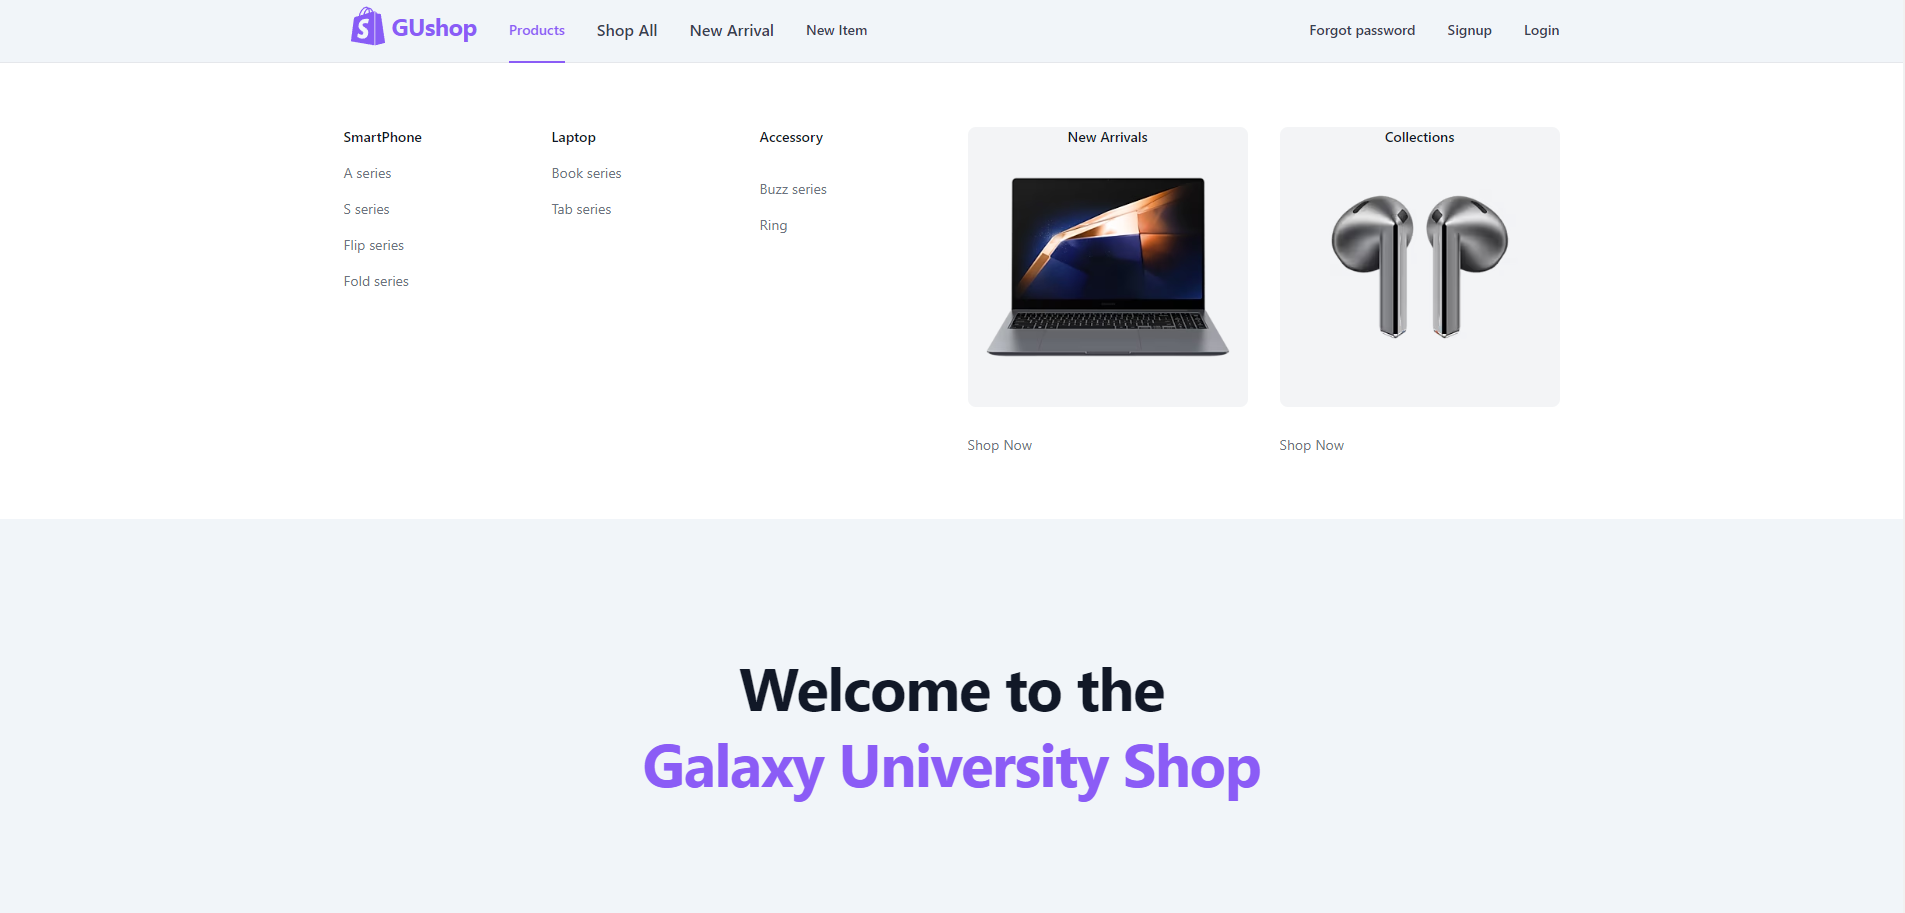 GUshop Products Shop All New Arrival New Item Forgot password Signup Login
SmartPhone
A series
S series
Flip series
Fold series
Laptop
Book series
Tab series
Accessory
Buzz series
Ring
New Arrivals
Shop Now
Collections
Shop Now
Welcome to the
Galaxy University Shop